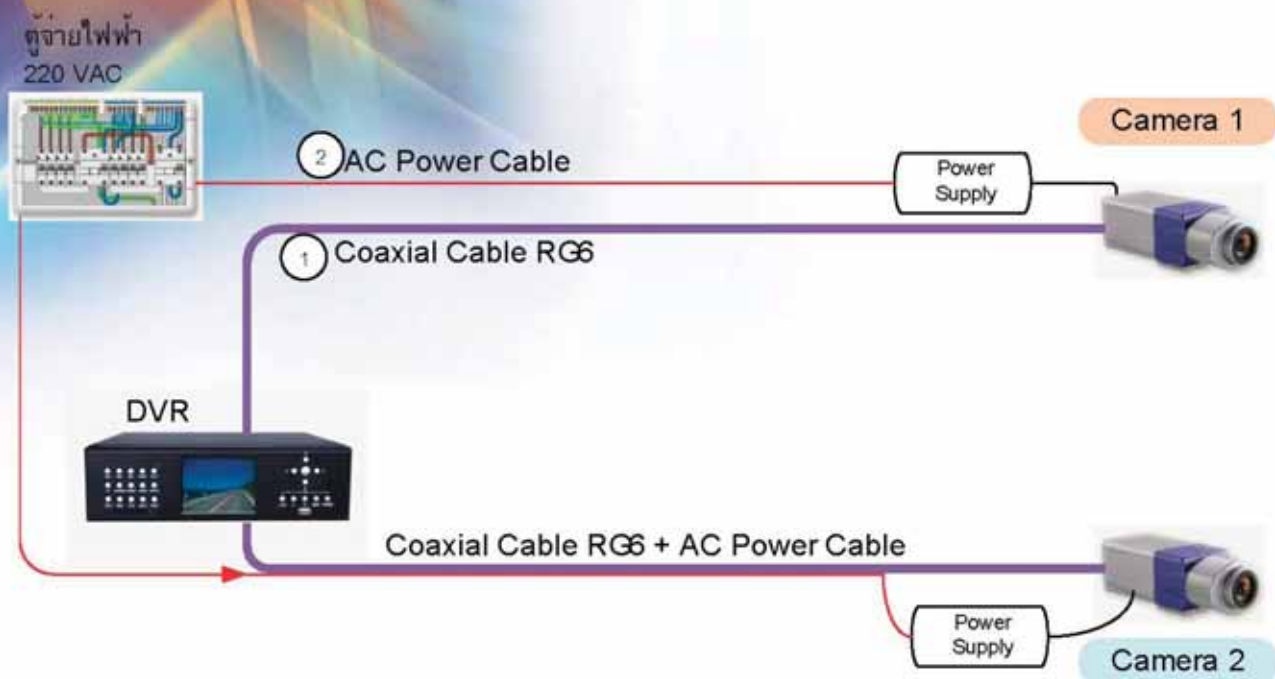 ตู้จ่ายไฟฟ้า
220 VAC
Camera 1
2 AC Power Cable
Power
Supply
1 Coaxial Cable RG6
DVR
Coaxial Cable RG6 + AC Power Cable
Power
Supply
Camera 2